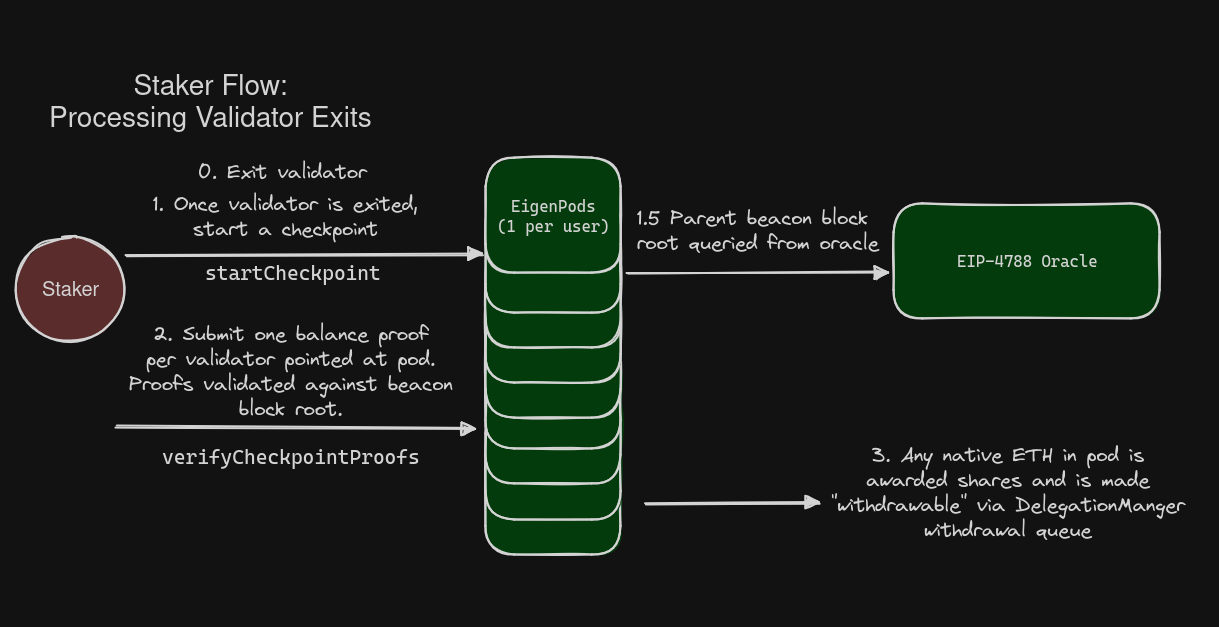 Staker Flow:
Processing Validator Exits
0. Exit validator
1. Once validator is exited,
start a checkpoint
startCheckpoint
Staker
2. Submit one balance proof
per validator pointed at pod.
Proofs validated against beacon
block root.
verifyCheckpointProofs
EigenPods
(1 per user)
1.5 Parent beacon block
root queried from oracle
EIP-4788 Oracle
3. Any native ETH in pod is
awarded shares and is made
"withdrawable" via DelegationManger
withdrawal queue